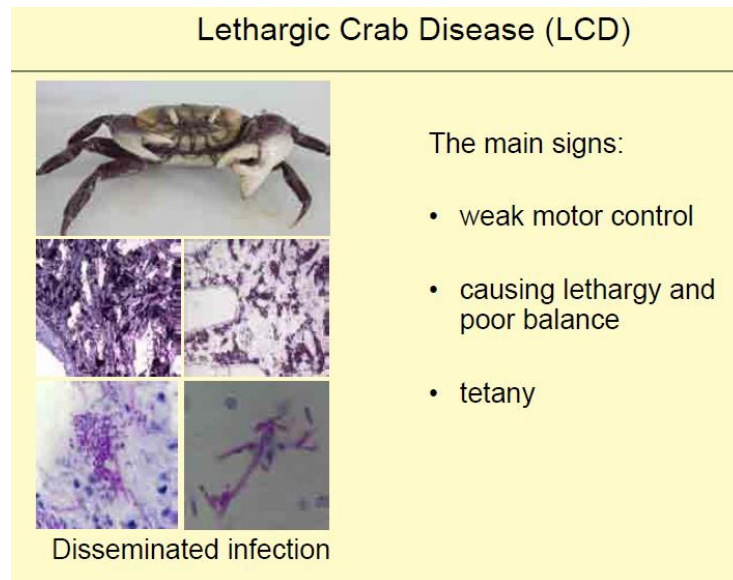 Lethargic Crab Disease (LCD)
The main signs:
• weak motor control
• causing lethargy and
poor balance
• tetany
Disseminated infection